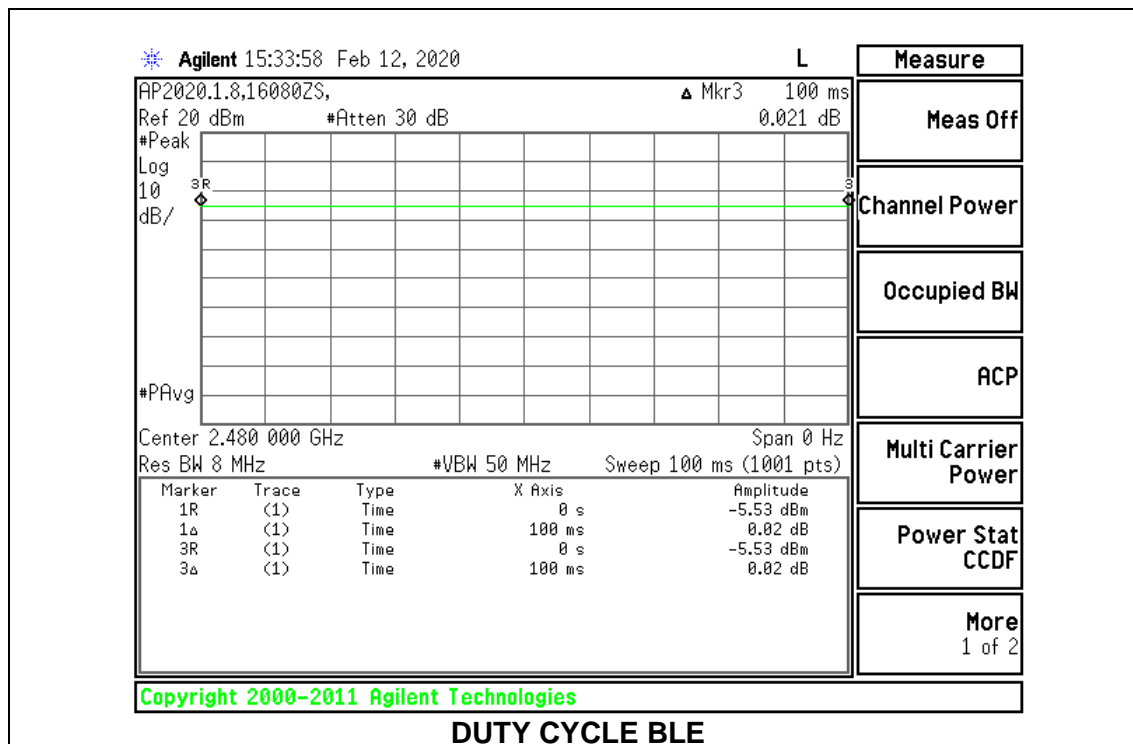 Agilent 15:33:58 Feb 12, 2020 L
AP2020.1.8,16080ZS, Δ Mkr3 100 ms
Ref 20 dBm #Atten 30 dB 0.021 dB
#Peak
Log
10
dB/
3R
3
#PAvg
Center 2.480 000 GHz Span 0 Hz
Res BW 8 MHz #VBW 50 MHz Sweep 100 ms (1001 pts)
Marker Trace Type X Axis Amplitude
1R (1) Time 0 s -5.53 dBm
1Δ (1) Time 100 ms 0.02 dB
3R (1) Time 0 s -5.53 dBm
3Δ (1) Time 100 ms 0.02 dB
Measure
Meas Off
Channel Power
Occupied BW
ACP
Multi Carrier
Power
Power Stat
CCDF
More
1 of 2
Copyright 2000-2011 Agilent Technologies
DUTY CYCLE BLE